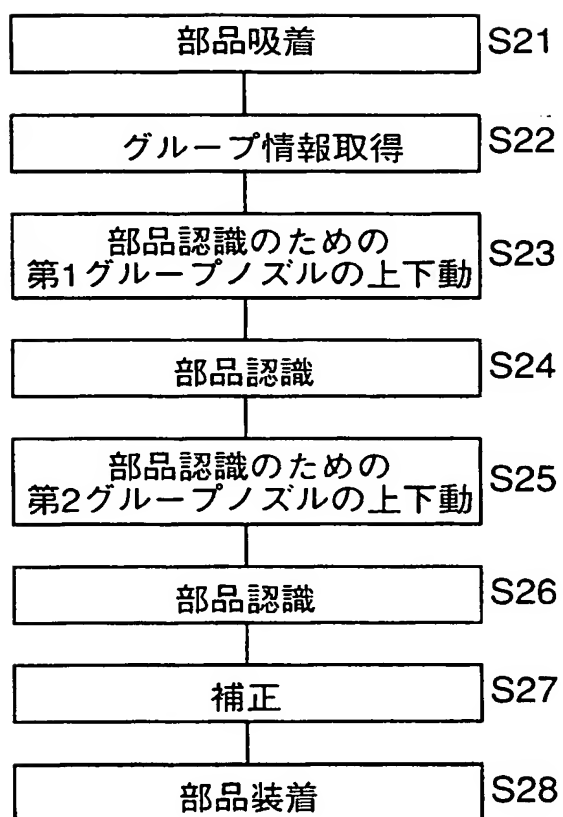 部品吸着 S21
グループ情報取得 S22
部品認識のための
第1グループノズルの上下動 S23
部品認識 S24
部品認識のための
第2グループノズルの上下動 S25
部品認識 S26
補正 S27
部品装着 S28